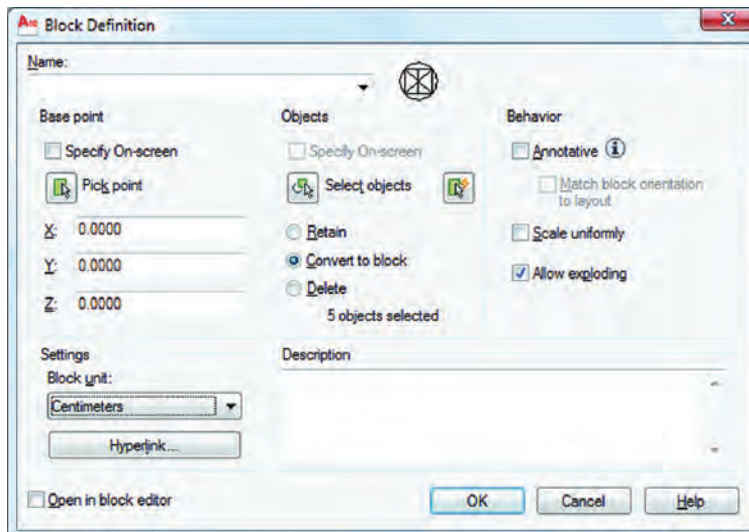 A10 Block Definition
Name:
Base point
Specify On-screen
Pick point
X: 0.0000
Y: 0.0000
Z: 0.0000
Objects
Specify On-screen
Select objects
Retain
Convert to block
Delete
5 objects selected
Behavior
Annotative i
Match block orientation
to layout
Scale uniformly
Allow exploding
Settings
Block unit:
Centimeters
Hyperlink...
Description
Open in block editor
OK Cancel Help